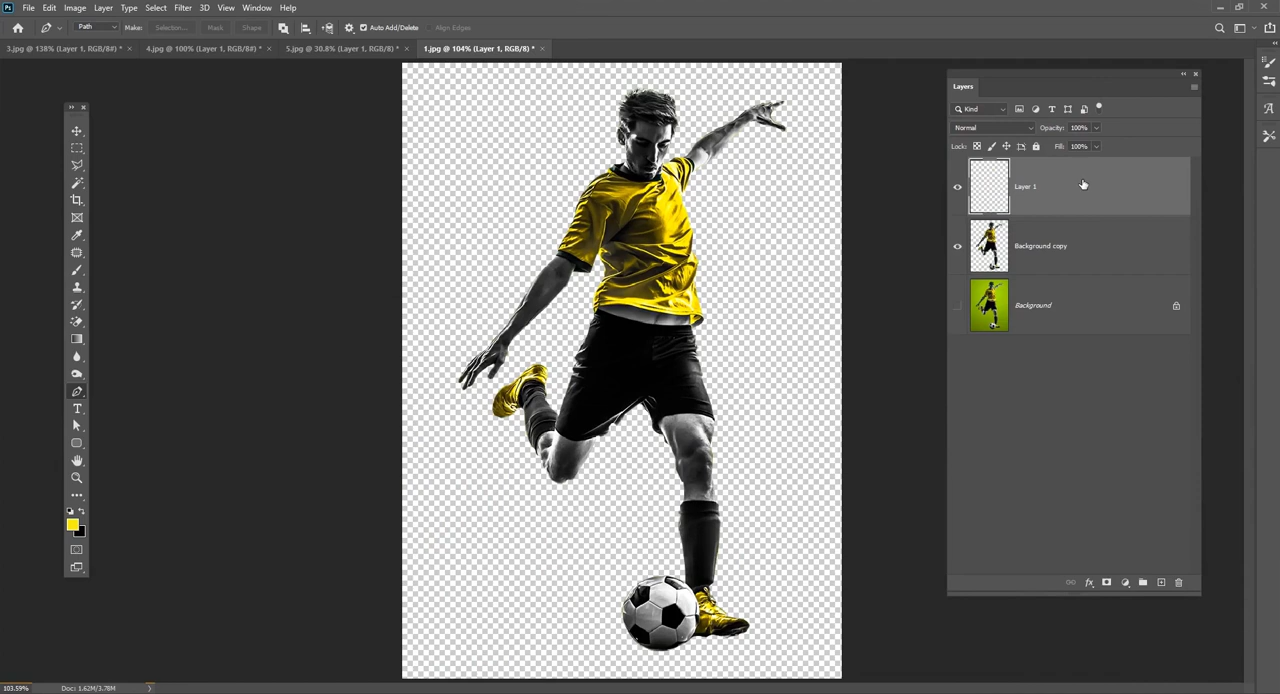 Ps File Edit Image Layer Type Select Filter 3D View Window Help
Path Make: Selection... Mask Shape Auto Add/Delete Align Edges
3.jpg @ 138% (Layer 1, RGB/8#) * × 4.jpg @ 100% (Layer 1, RGB/8#) * × 5.jpg @ 30.8% (Layer 1, RGB/8) * × 1.jpg @ 104% (Layer 1, RGB/8) * ×
Layers
Kind
Normal Opacity: 100%
Lock: Fill: 100%
Layer 1
Background copy
Background
fx
103.59% Doc: 1.62M/3.78M